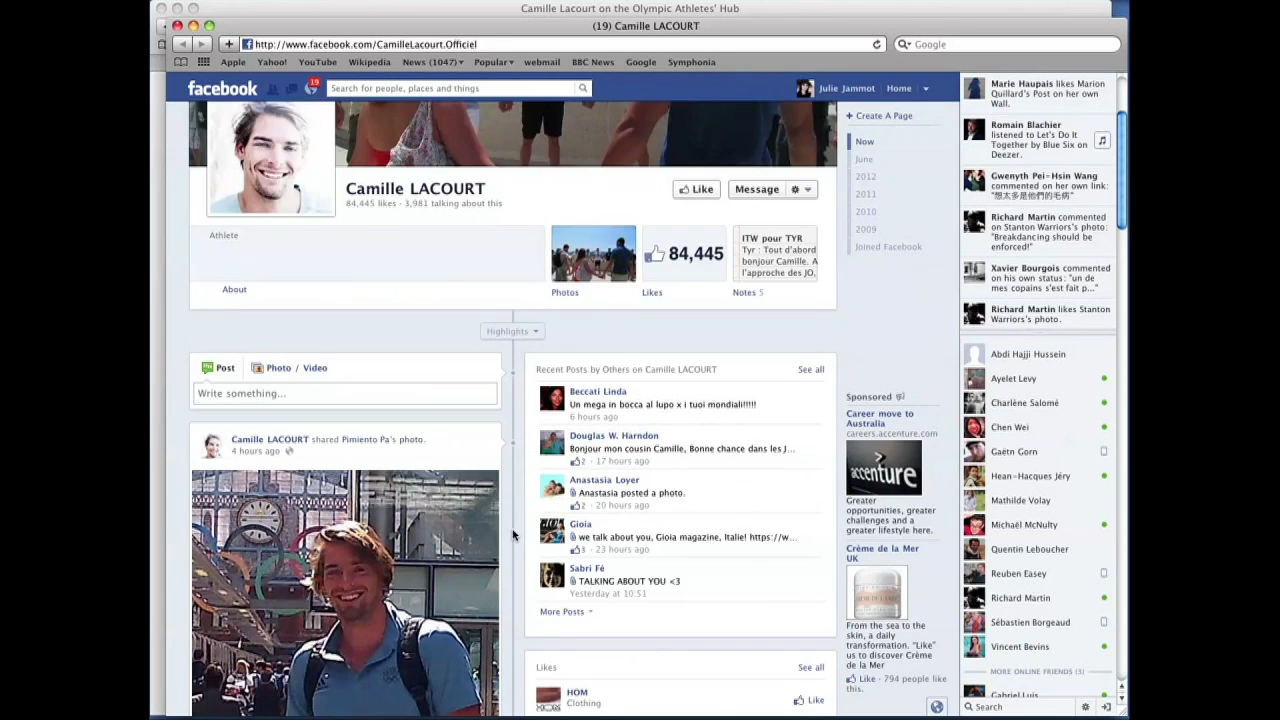 Camille Lacourt on the Olympic Athletes' Hub
(19) Camille LACOURT
http://www.facebook.com/CamilleLacourt.Officiel
Google
Apple Yahoo! YouTube Wikipedia News (1047) Popular webmail BBC News Google Symphonia
facebook
19
Search for people, places and things
Julie Jammot Home
Camille LACOURT
84,445 likes · 3,981 talking about this
Like
Message
Athlete
About
Photos
84,445
Likes
ITW pour TYR
Tyr : Tout d'abord
bonjour Camille. A
l'approche des JO,
Notes 5
Create A Page
Now
June
2012
2011
2010
2009
Joined Facebook
Highlights
Post
Photo / Video
Write something...
Camille LACOURT shared Pimiento Pa's photo.
4 hours ago
Recent Posts by Others on Camille LACOURT
See all
Beccati Linda
Un mega in bocca al lupo x i tuoi mondiali!!!!!
6 hours ago
Douglas W. Harndon
Bonjour mon cousin Camille, Bonne chance dans les J...
2 · 17 hours ago
Anastasia Loyer
Anastasia posted a photo.
2 · 20 hours ago
Gioia
we talk about you, Gioia magazine, Italie! https://w...
3 · 23 hours ago
Sabri Fé
TALKING ABOUT YOU <3
Yesterday at 10:51
More Posts
Likes
See all
HOM
Clothing
Like
Sponsored
Career move to
Australia
careers.accenture.com
accenture
Greater
opportunities, greater
challenges and a
greater lifestyle here.
Crème de la Mer
UK
From the sea to the
skin, a daily
transformation. "Like"
us to discover Crème
de la Mer
Like · 794 people like
this.
Marie Haupais likes Marion
Quillard's Post on her own
Wall.
Romain Blachier
listened to Let's Do It
Together by Blue Six on
Deezer.
Gwenyth Pei-Hsin Wang
commented on her own link:
"想太多是他們的毛病"
Richard Martin commented
on Stanton Warriors's photo:
"Breakdancing should be
enforced!"
Xavier Bourgois commented
on his own status: "un de
mes copains s'est fait p..."
Richard Martin likes Stanton
Warriors's photo.
Abdi Hajji Hussein
Ayelet Levy
Charlène Salomé
Chen Wei
Gaëtn Gorn
Hean-Hacques Jéry
Mathilde Volay
Michaël McNulty
Quentin Leboucher
Reuben Easey
Richard Martin
Sébastien Borgeaud
Vincent Bevins
MORE ONLINE FRIENDS (3)
Gabriel Luis
Search